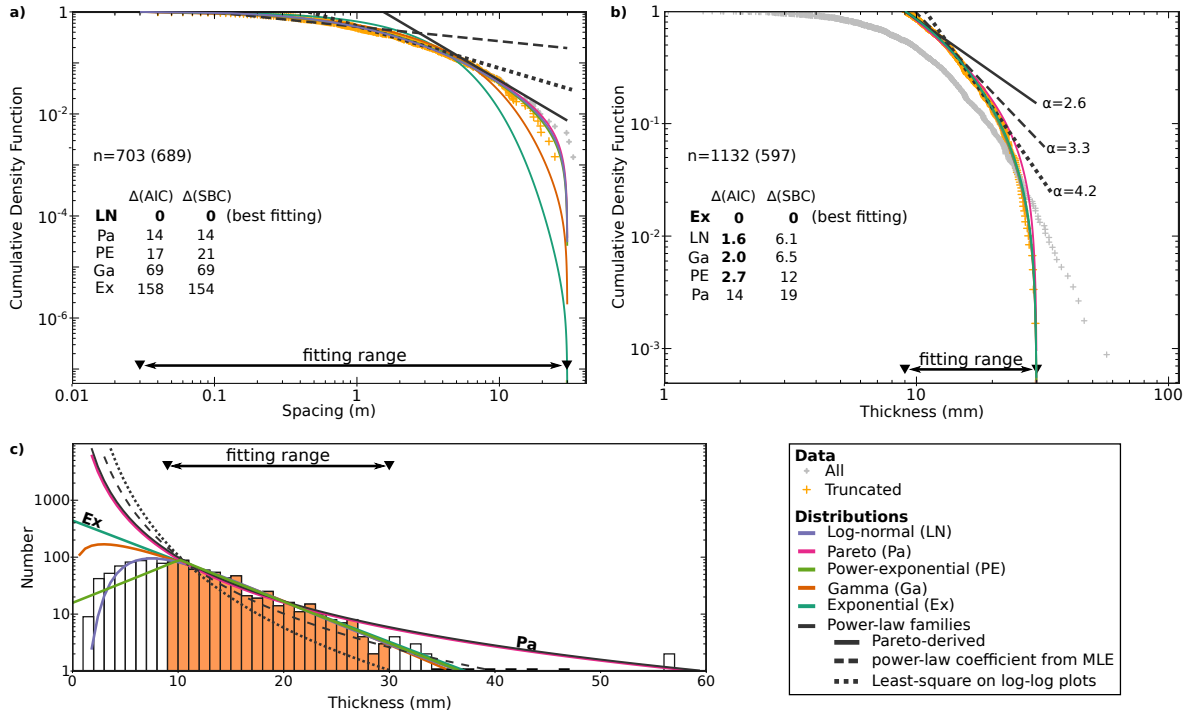 a)
1
10-2
10-4
10-6
Cumulative Density Function
n=703 (689)
Δ(AIC) Δ(SBC)
LN 0 0 (best fitting)
Pa 14 14
PE 17 21
Ga 69 69
Ex 158 154
fitting range
0.01 0.1 1 10
Spacing (m)
b)
1
10-1
10-2
10-3
Cumulative Density Function
α=2.6
α=3.3
α=4.2
n=1132 (597)
Δ(AIC) Δ(SBC)
Ex 0 0 (best fitting)
LN 1.6 6.1
Ga 2.0 6.5
PE 2.7 12
Pa 14 19
fitting range
1 10 100
Thickness (mm)
c)
fitting range
1000
100
10
1
Number
Ex
Pa
0 10 20 30 40 50 60
Thickness (mm)
Data
All
Truncated
Distributions
Log-normal (LN)
Pareto (Pa)
Power-exponential (PE)
Gamma (Ga)
Exponential (Ex)
Power-law families
Pareto-derived
power-law coefficient from MLE
Least-square on log-log plots